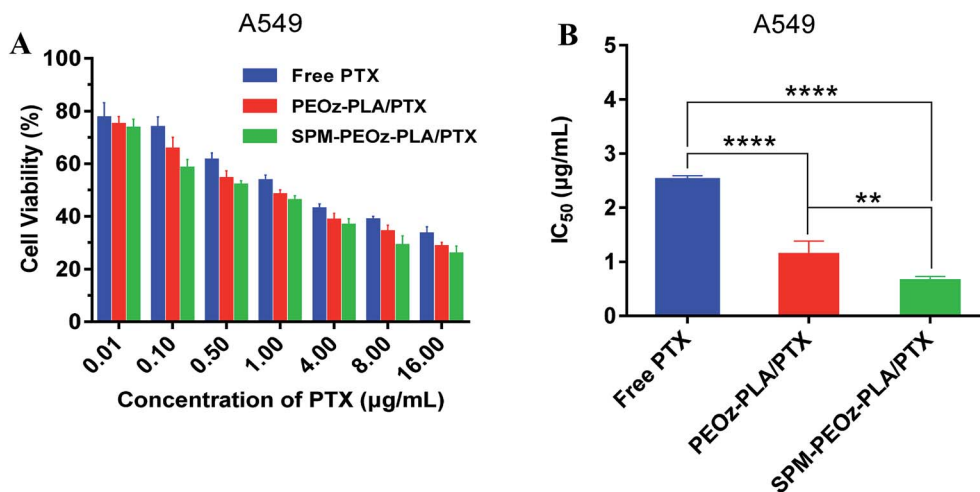 A
A549
Cell Viability (%)
100
80
60
40
20
0
Free PTX
PEOz-PLA/PTX
SPM-PEOz-PLA/PTX
0.01
0.10
0.50
1.00
4.00
8.00
16.00
Concentration of PTX (µg/mL)
B
A549
IC50 (µg/mL)
5
4
3
2
1
0
****
****
**
Free PTX
PEOz-PLA/PTX
SPM-PEOz-PLA/PTX